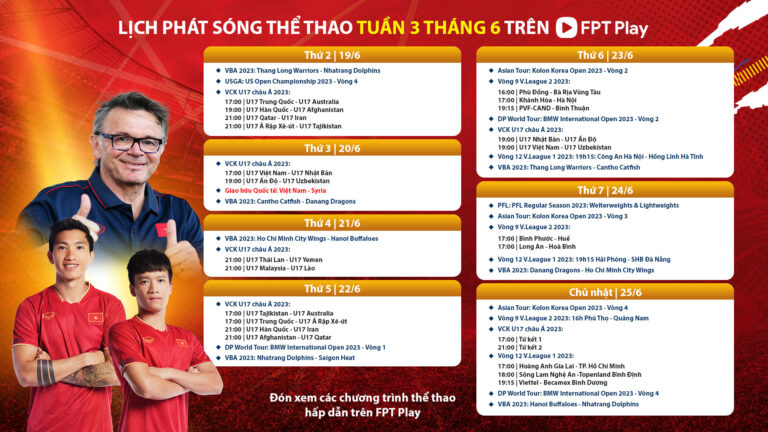 LỊCH PHÁT SÓNG THỂ THAO TUẦN 3 THÁNG 6 TRÊN FPT Play
Thứ 2 | 19/6
VBA 2023: Thang Long Warriors - Nhatrang Dolphins
USGA: US Open Championship 2023 - Vòng 4
VCK U17 châu Á 2023:
17:00 | U17 Trung Quốc - U17 Australia
19:00 | U17 Hàn Quốc - U17 Afghanistan
21:00 | U17 Qatar - U17 Iran
21:00 | U17 Ả Rập Xê-út - U17 Tajikistan
Thứ 3 | 20/6
VCK U17 châu Á 2023:
17:00 | U17 Việt Nam - U17 Nhật Bản
19:00 | U17 Ấn Độ - U17 Uzbekistan
Giao hữu Quốc tế: Việt Nam - Syria
VBA 2023: Cantho Catfish - Danang Dragons
Thứ 4 | 21/6
VBA 2023: Ho Chi Minh City Wings - Hanoi Buffaloes
VCK U17 châu Á 2023:
21:00 | U17 Thái Lan - U17 Yemen
21:00 | U17 Malaysia - U17 Lào
Thứ 5 | 22/6
VCK U17 châu Á 2023:
17:00 | U17 Tajikistan - U17 Australia
17:00 | U17 Trung Quốc - U17 Ả Rập Xê-út
21:00 | U17 Hàn Quốc - U17 Iran
21:00 | U17 Afghanistan - U17 Qatar
DP World Tour: BMW International Open 2023 - Vòng 1
VBA 2023: Nhatrang Dolphins - Saigon Heat
Đón xem các chương trình thể thao
hấp dẫn trên FPT Play
Thứ 6 | 23/6
Asian Tour: Kolon Korea Open 2023 - Vòng 2
Vòng 9 V.League 2 2023:
16:00 | Phù Đổng - Bà Rịa Vũng Tàu
17:00 | Khánh Hòa - Hà Nội
19:15 | PVF-CAND - Bình Thuận
DP World Tour: BMW International Open 2023 - Vòng 2
VCK U17 châu Á 2023:
19:00 | U17 Nhật Bản - U17 Ấn Độ
19:00 | U17 Việt Nam - U17 Uzbekistan
Vòng 12 V.League 1 2023: 19h15: Công An Hà Nội - Hồng Lĩnh Hà Tĩnh
VBA 2023: Thang Long Warriors - Cantho Catfish
Thứ 7 | 24/6
PFL: PFL Regular Season 2023: Welterweights & Lightweights
Asian Tour: Kolon Korea Open 2023 - Vòng 3
Vòng 9 V.League 2 2023:
17:00 | Bình Phước - Huế
17:00 | Long An - Hoà Bình
Vòng 12 V.League 1 2023: 19h15 Hải Phòng - SHB Đà Nẵng
VBA 2023: Danang Dragons - Ho Chi Minh City Wings
Chủ nhật | 25/6
Asian Tour: Kolon Korea Open 2023 - Vòng 4
Vòng 9 V.League 2 2023: 16h Phú Thọ - Quảng Nam
VCK U17 châu Á 2023:
17:00 | Tứ kết 1
21:00 | Tứ kết 2
Vòng 12 V.League 1 2023:
17:00 | Hoàng Anh Gia Lai - TP. Hồ Chí Minh
18:00 | Sông Lam Nghệ An -Topenland Bình Định
19:15 | Viettel - Becamex Bình Dương
DP World Tour: BMW International Open 2023 - Vòng 4
VBA 2023: Hanoi Buffaloes - Nhatrang Dolphins